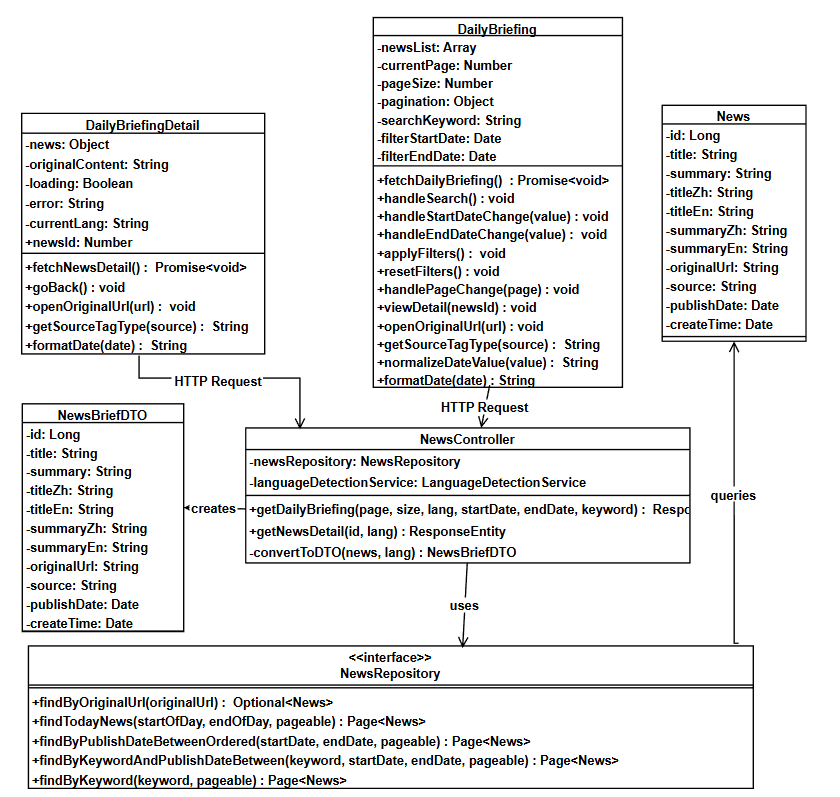 DailyBriefing
-newsList: Array
-currentPage: Number
-pageSize: Number
-pagination: Object
-searchKeyword: String
-filterStartDate: Date
-filterEndDate: Date
+fetchDailyBriefing() : Promise<void>
+handleSearch() : void
+handleStartDateChange(value) : void
+handleEndDateChange(value) : void
+applyFilters() : void
+resetFilters() : void
+handlePageChange(page) : void
+viewDetail(newsId) : void
+openOriginalUrl(url) : void
+getSourceTagType(source) : String
+normalizeDateValue(value) : String
+formatDate(date) : String
DailyBriefingDetail
-news: Object
-originalContent: String
-loading: Boolean
-error: String
-currentLang: String
+newsId: Number
+fetchNewsDetail() : Promise<void>
+goBack() : void
+openOriginalUrl(url) : void
+getSourceTagType(source) : String
+formatDate(date) : String
News
-id: Long
-title: String
-summary: String
-titleZh: String
-titleEn: String
-summaryZh: String
-summaryEn: String
-originalUrl: String
-source: String
-publishDate: Date
-createTime: Date
HTTP Request
HTTP Request
NewsBriefDTO
-id: Long
-title: String
-summary: String
-titleZh: String
-titleEn: String
-summaryZh: String
-summaryEn: String
-originalUrl: String
-source: String
-publishDate: Date
-createTime: Date
creates
NewsController
-newsRepository: NewsRepository
-languageDetectionService: LanguageDetectionService
+getDailyBriefing(page, size, lang, startDate, endDate, keyword) : Respo
+getNewsDetail(id, lang) : ResponseEntity
-convertToDTO(news, lang) : NewsBriefDTO
queries
uses
<<interface>>
NewsRepository
+findByOriginalUrl(originalUrl) : Optional<News>
+findTodayNews(startOfDay, endOfDay, pageable) : Page<News>
+findByPublishDateBetweenOrdered(startDate, endDate, pageable) : Page<News>
+findByKeywordAndPublishDateBetween(keyword, startDate, endDate, pageable) : Page<News>
+findByKeyword(keyword, pageable) : Page<News>